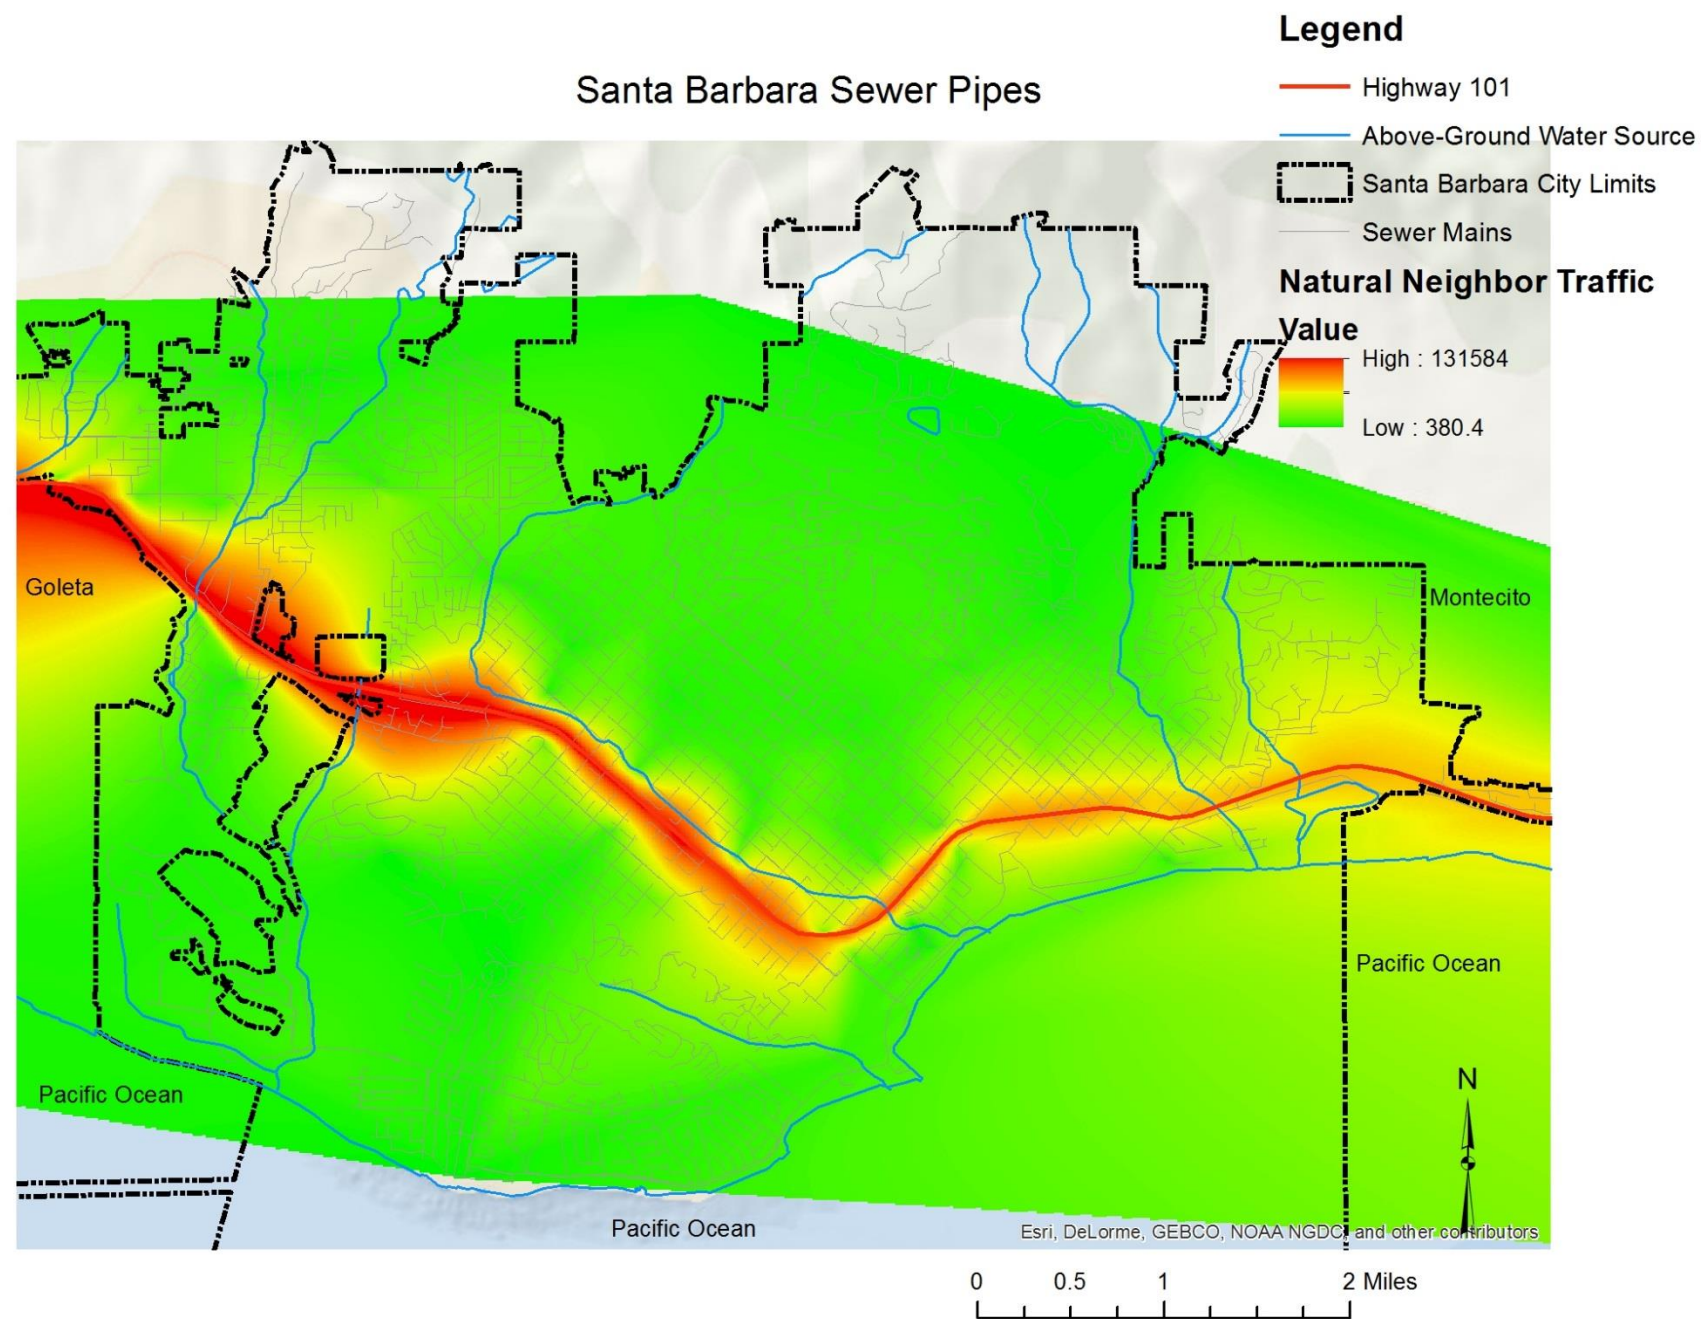 Legend
Santa Barbara Sewer Pipes
Highway 101
Above-Ground Water Source
Santa Barbara City Limits
Sewer Mains
Natural Neighbor Traffic
Value
High : 131584
Low : 380.4
Goleta
Montecito
Pacific Ocean
Pacific Ocean
N
Pacific Ocean
Esri, DeLorme, GEBCO, NOAA NGDC, and other contributors
0 0.5 1 2 Miles